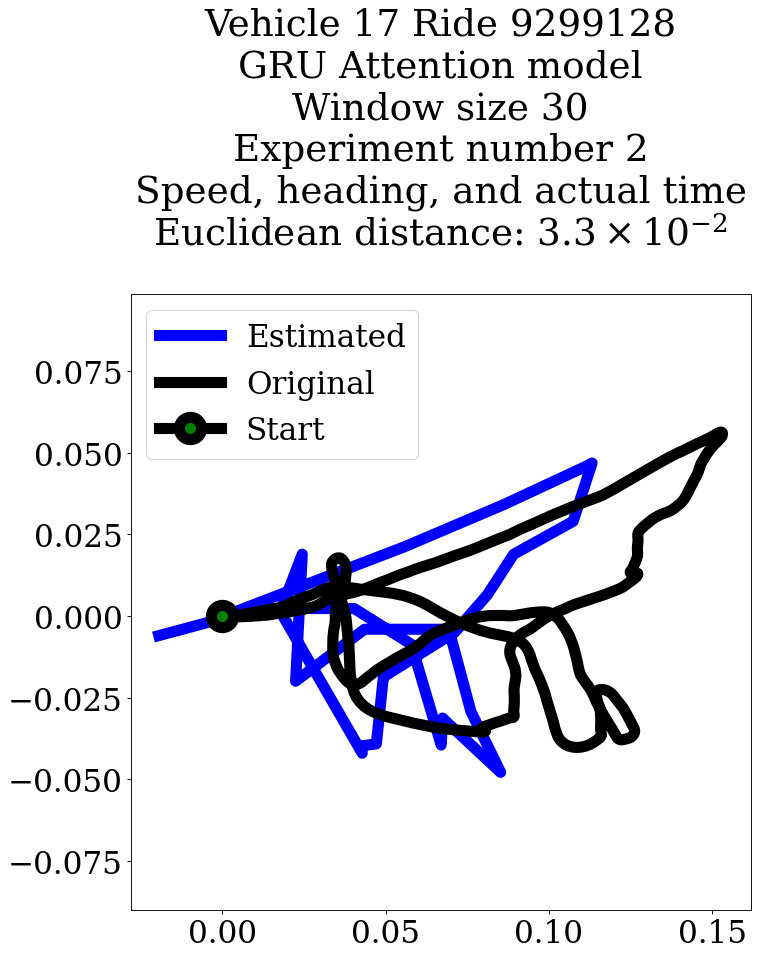 Vehicle 17 Ride 9299128
GRU Attention model
Window size 30
Experiment number 2
Speed, heading, and actual time
Euclidean distance: 3.3 × 10⁻²
Estimated
Original
Start
0.075
0.050
0.025
0.000
−0.025
−0.050
−0.075
0.00 0.05 0.10 0.15